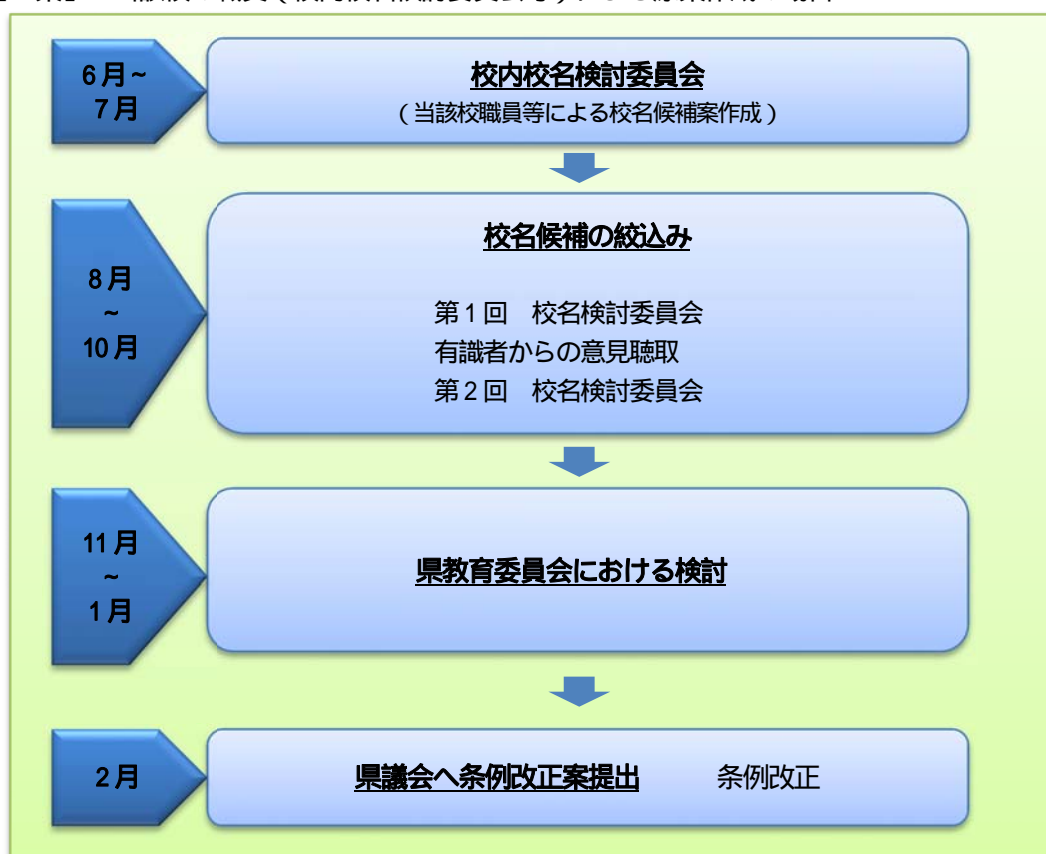 6月~
7月
校内校名検討委員会
(当該校職員等による校名候補案作成)
8月
~
10月
校名候補の絞込み
第1回 校名検討委員会
有識者からの意見聴取
第2回 校名検討委員会
11月
~
1月
県教育委員会における検討
2月
県議会へ条例改正案提出 条例改正